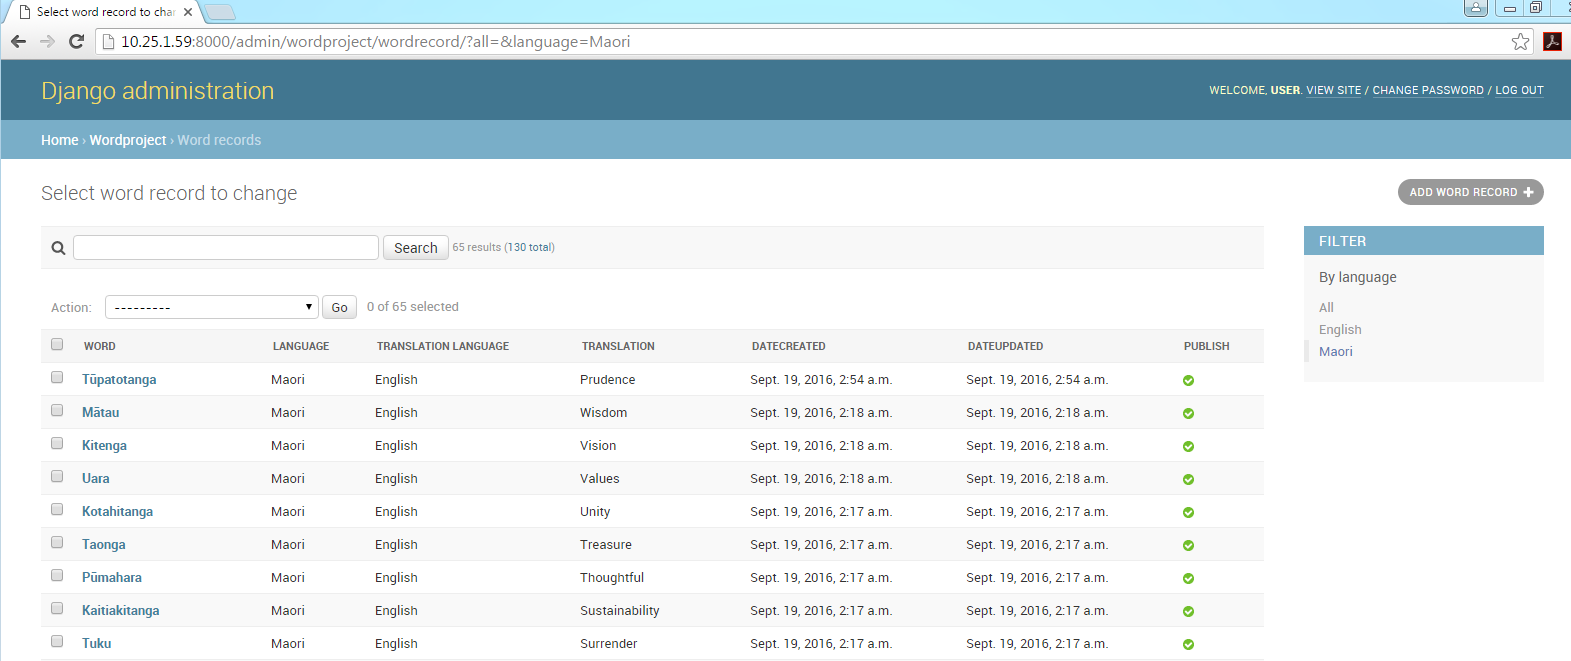 Select word record to cha
10.25.1.59:8000/admin/wordproject/wordrecord/?all=&language=Maori
Django administration
WELCOME, USER. VIEW SITE / CHANGE PASSWORD / LOG OUT
Home › Wordproject › Word records
Select word record to change
ADD WORD RECORD +
Search 65 results (130 total)
FILTER
By language
All
English
Maori
Action: --------- Go 0 of 65 selected
WORD LANGUAGE TRANSLATION LANGUAGE TRANSLATION DATECREATED DATEUPDATED PUBLISH
Tūpatotanga Maori English Prudence Sept. 19, 2016, 2:54 a.m. Sept. 19, 2016, 2:54 a.m.
Mātau Maori English Wisdom Sept. 19, 2016, 2:18 a.m. Sept. 19, 2016, 2:18 a.m.
Kitenga Maori English Vision Sept. 19, 2016, 2:18 a.m. Sept. 19, 2016, 2:18 a.m.
Uara Maori English Values Sept. 19, 2016, 2:18 a.m. Sept. 19, 2016, 2:18 a.m.
Kotahitanga Maori English Unity Sept. 19, 2016, 2:17 a.m. Sept. 19, 2016, 2:17 a.m.
Taonga Maori English Treasure Sept. 19, 2016, 2:17 a.m. Sept. 19, 2016, 2:17 a.m.
Pūmahara Maori English Thoughtful Sept. 19, 2016, 2:17 a.m. Sept. 19, 2016, 2:17 a.m.
Kaitiakitanga Maori English Sustainability Sept. 19, 2016, 2:17 a.m. Sept. 19, 2016, 2:17 a.m.
Tuku Maori English Surrender Sept. 19, 2016, 2:17 a.m. Sept. 19, 2016, 2:17 a.m.